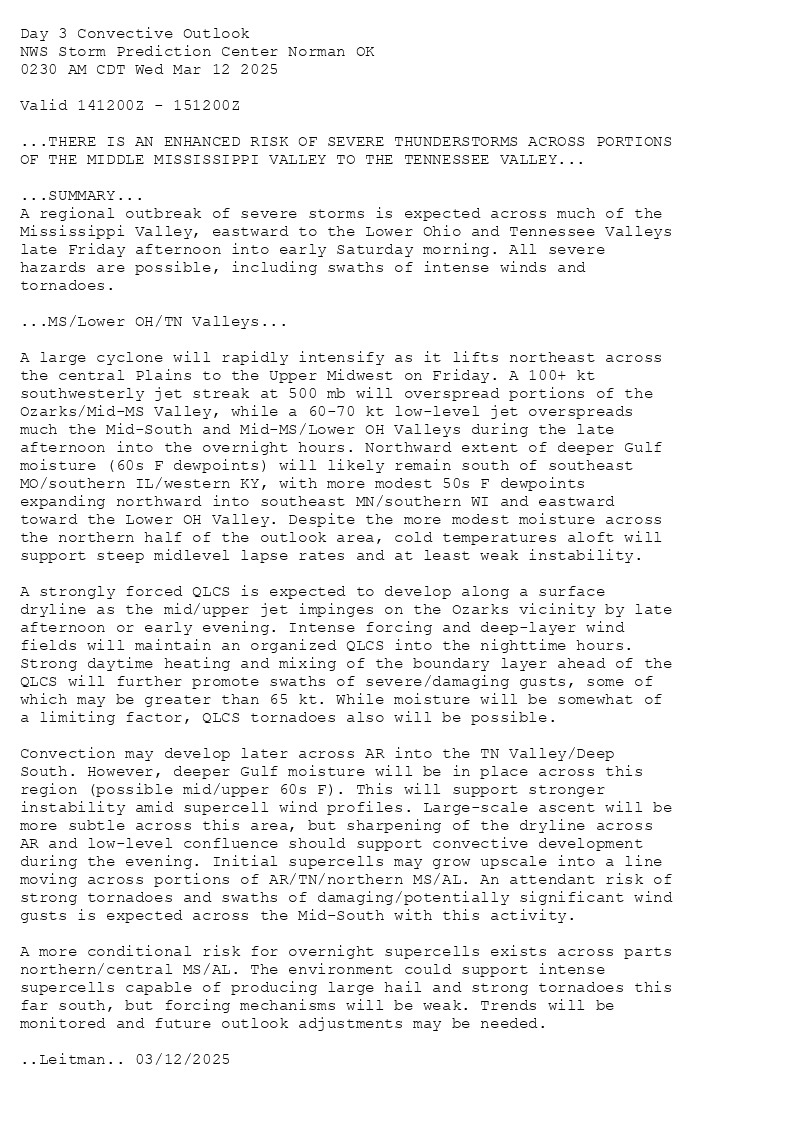 Day 3 Convective Outlook
NWS Storm Prediction Center Norman OK
0230 AM CDT Wed Mar 12 2025
Valid 141200Z - 151200Z
...THERE IS AN ENHANCED RISK OF SEVERE THUNDERSTORMS ACROSS PORTIONS
OF THE MIDDLE MISSISSIPPI VALLEY TO THE TENNESSEE VALLEY...
...SUMMARY...
A regional outbreak of severe storms is expected across much of the
Mississippi Valley, eastward to the Lower Ohio and Tennessee Valleys
late Friday afternoon into early Saturday morning. All severe
hazards are possible, including swaths of intense winds and
tornadoes.
...MS/Lower OH/TN Valleys...
A large cyclone will rapidly intensify as it lifts northeast across
the central Plains to the Upper Midwest on Friday. A 100+ kt
southwesterly jet streak at 500 mb will overspread portions of the
Ozarks/Mid-MS Valley, while a 60-70 kt low-level jet overspreads
much the Mid-South and Mid-MS/Lower OH Valleys during the late
afternoon into the overnight hours. Northward extent of deeper Gulf
moisture (60s F dewpoints) will likely remain south of southeast
MO/southern IL/western KY, with more modest 50s F dewpoints
expanding northward into southeast MN/southern WI and eastward
toward the Lower OH Valley. Despite the more modest moisture across
the northern half of the outlook area, cold temperatures aloft will
support steep midlevel lapse rates and at least weak instability.
A strongly forced QLCS is expected to develop along a surface
dryline as the mid/upper jet impinges on the Ozarks vicinity by late
afternoon or early evening. Intense forcing and deep-layer wind
fields will maintain an organized QLCS into the nighttime hours.
Strong daytime heating and mixing of the boundary layer ahead of the
QLCS will further promote swaths of severe/damaging gusts, some of
which may be greater than 65 kt. While moisture will be somewhat of
a limiting factor, QLCS tornadoes also will be possible.
Convection may develop later across AR into the TN Valley/Deep
South. However, deeper Gulf moisture will be in place across this
region (possible mid/upper 60s F). This will support stronger
instability amid supercell wind profiles. Large-scale ascent will be
more subtle across this area, but sharpening of the dryline across
AR and low-level confluence should support convective development
during the evening. Initial supercells may grow upscale into a line
moving across portions of AR/TN/northern MS/AL. An attendant risk of
strong tornadoes and swaths of damaging/potentially significant wind
gusts is expected across the Mid-South with this activity.
A more conditional risk for overnight supercells exists across parts
northern/central MS/AL. The environment could support intense
supercells capable of producing large hail and strong tornadoes this
far south, but forcing mechanisms will be weak. Trends will be
monitored and future outlook adjustments may be needed.
..Leitman.. 03/12/2025